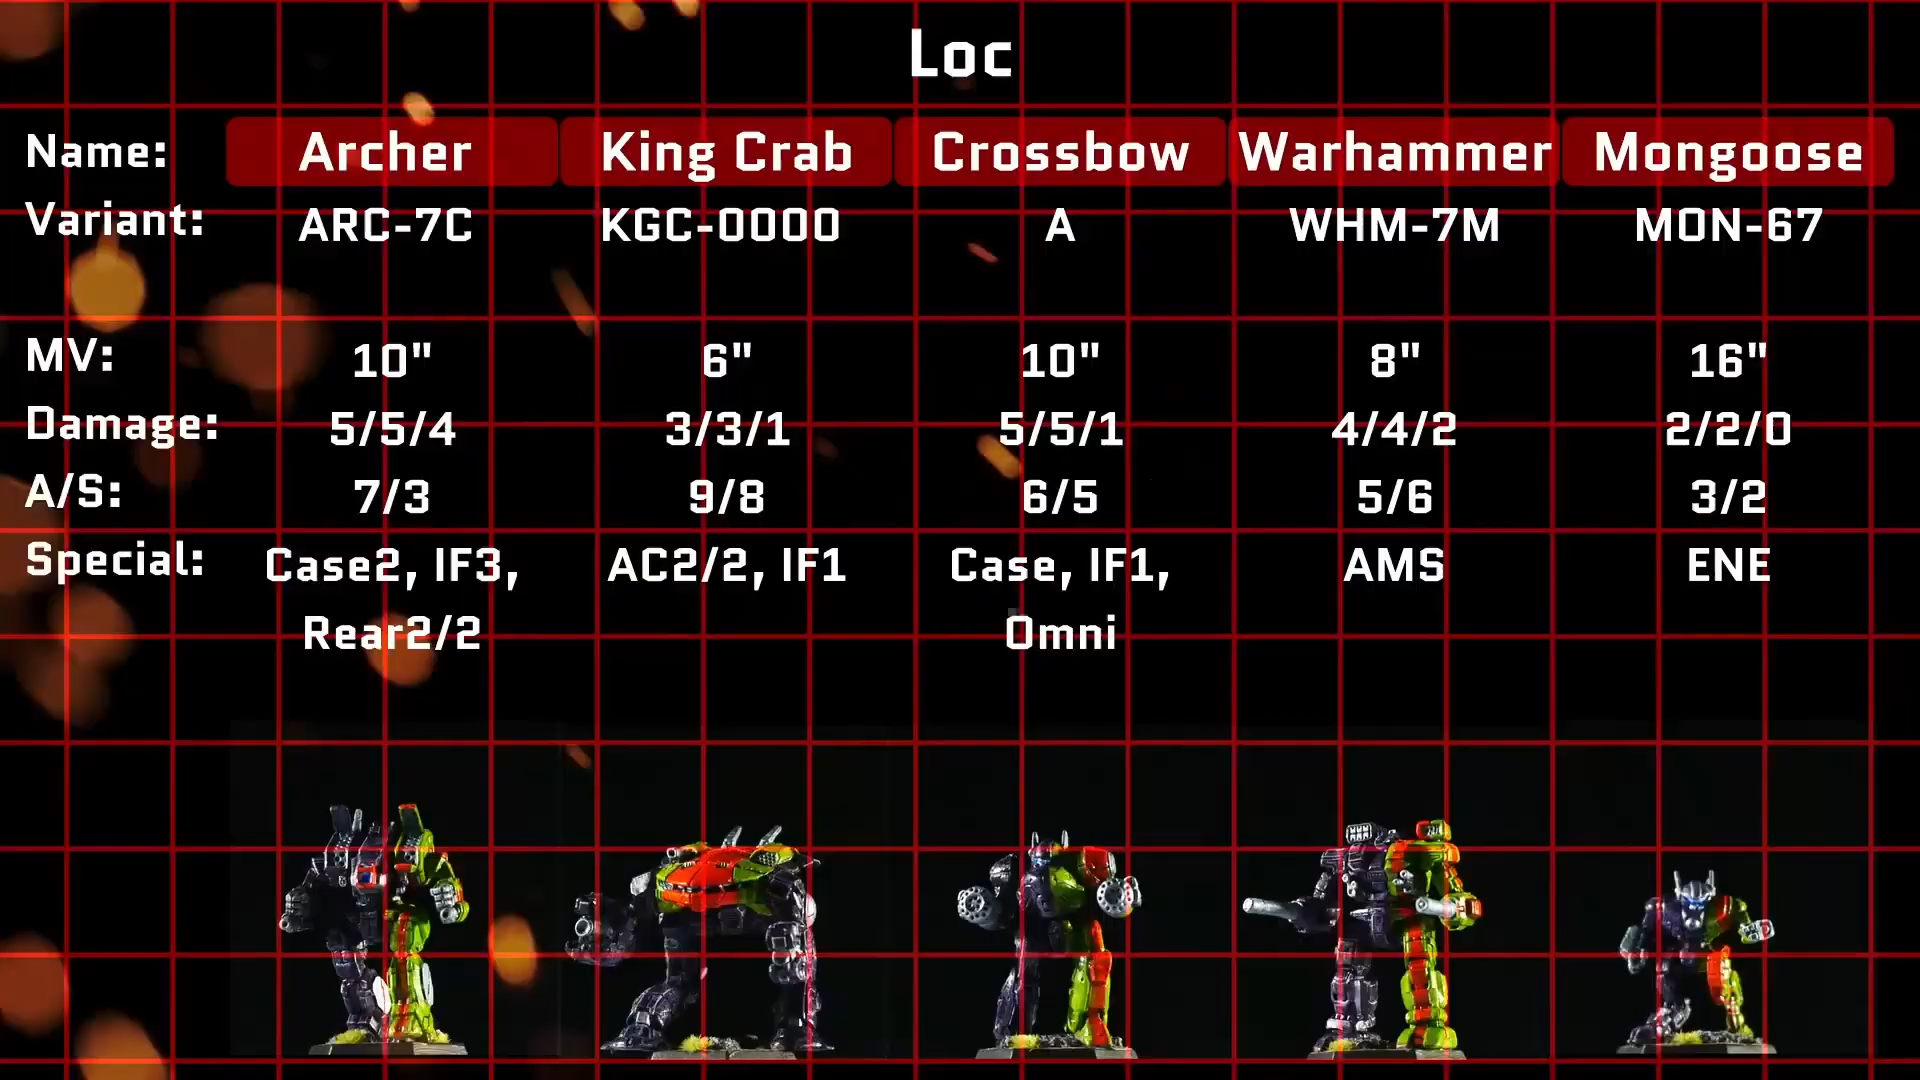 Loc
Name: Archer King Crab Crossbow Warhammer Mongoose
Variant: ARC-7C KGC-0000 A WHM-7M MON-67
MV: 10" 6" 10" 8" 16"
Damage: 5/5/4 3/3/1 5/5/1 4/4/2 2/2/0
A/S: 7/3 9/8 6/5 5/6 3/2
Special: Case2, IF3, AC2/2, IF1 Case, IF1, AMS ENE
Rear2/2 Omni